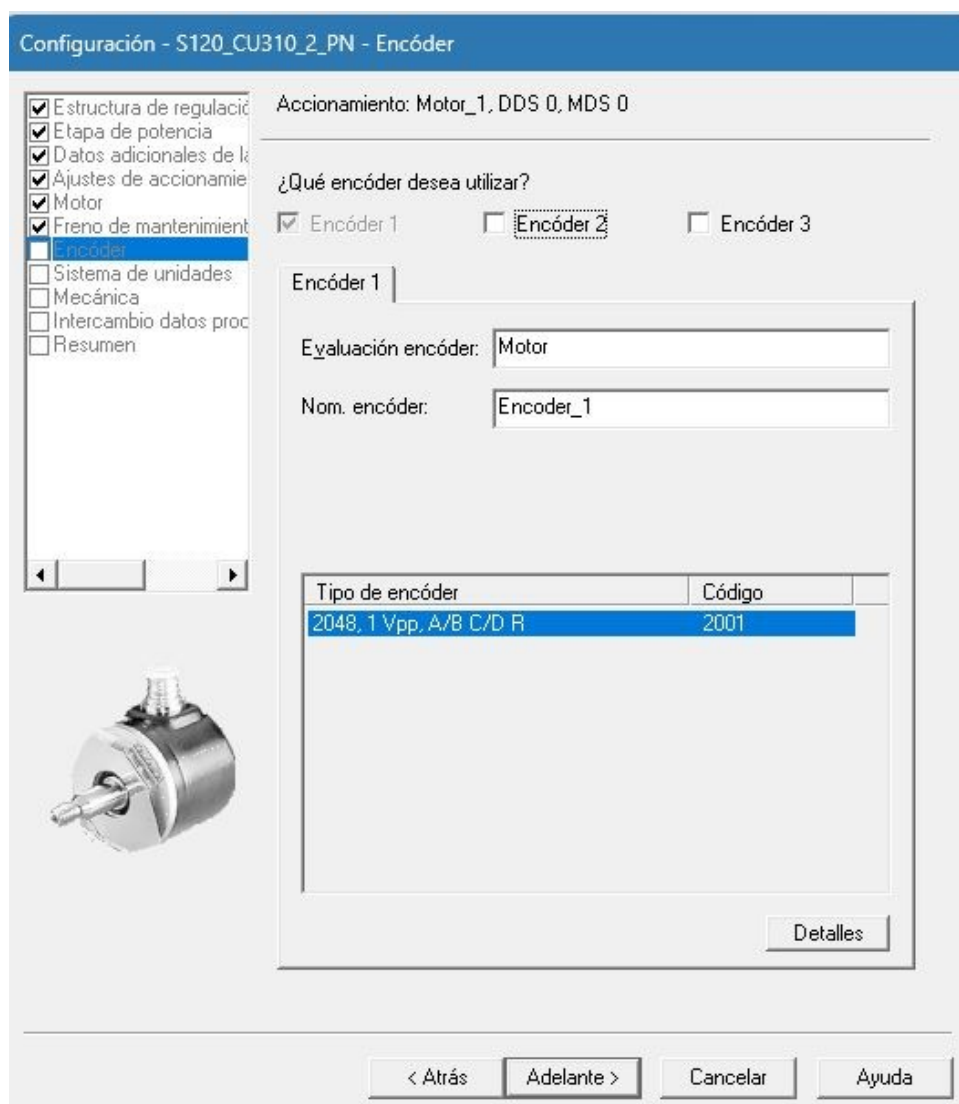 Configuración - S120_CU310_2_PN - Encóder
Estructura de regulació
Etapa de potencia
Datos adicionales de la
Ajustes de accionamie
Motor
Freno de mantenimient
Encóder
Sistema de unidades
Mecánica
Intercambio datos proc
Resumen
Accionamiento: Motor_1, DDS 0, MDS 0
¿Qué encóder desea utilizar?
Encóder 1 Encóder 2 Encóder 3
Encóder 1
Evaluación encóder: Motor
Nom. encóder: Encoder_1
Tipo de encóder Código
2048, 1 Vpp, A/B C/D R 2001
Detalles
< Atrás Adelante > Cancelar Ayuda